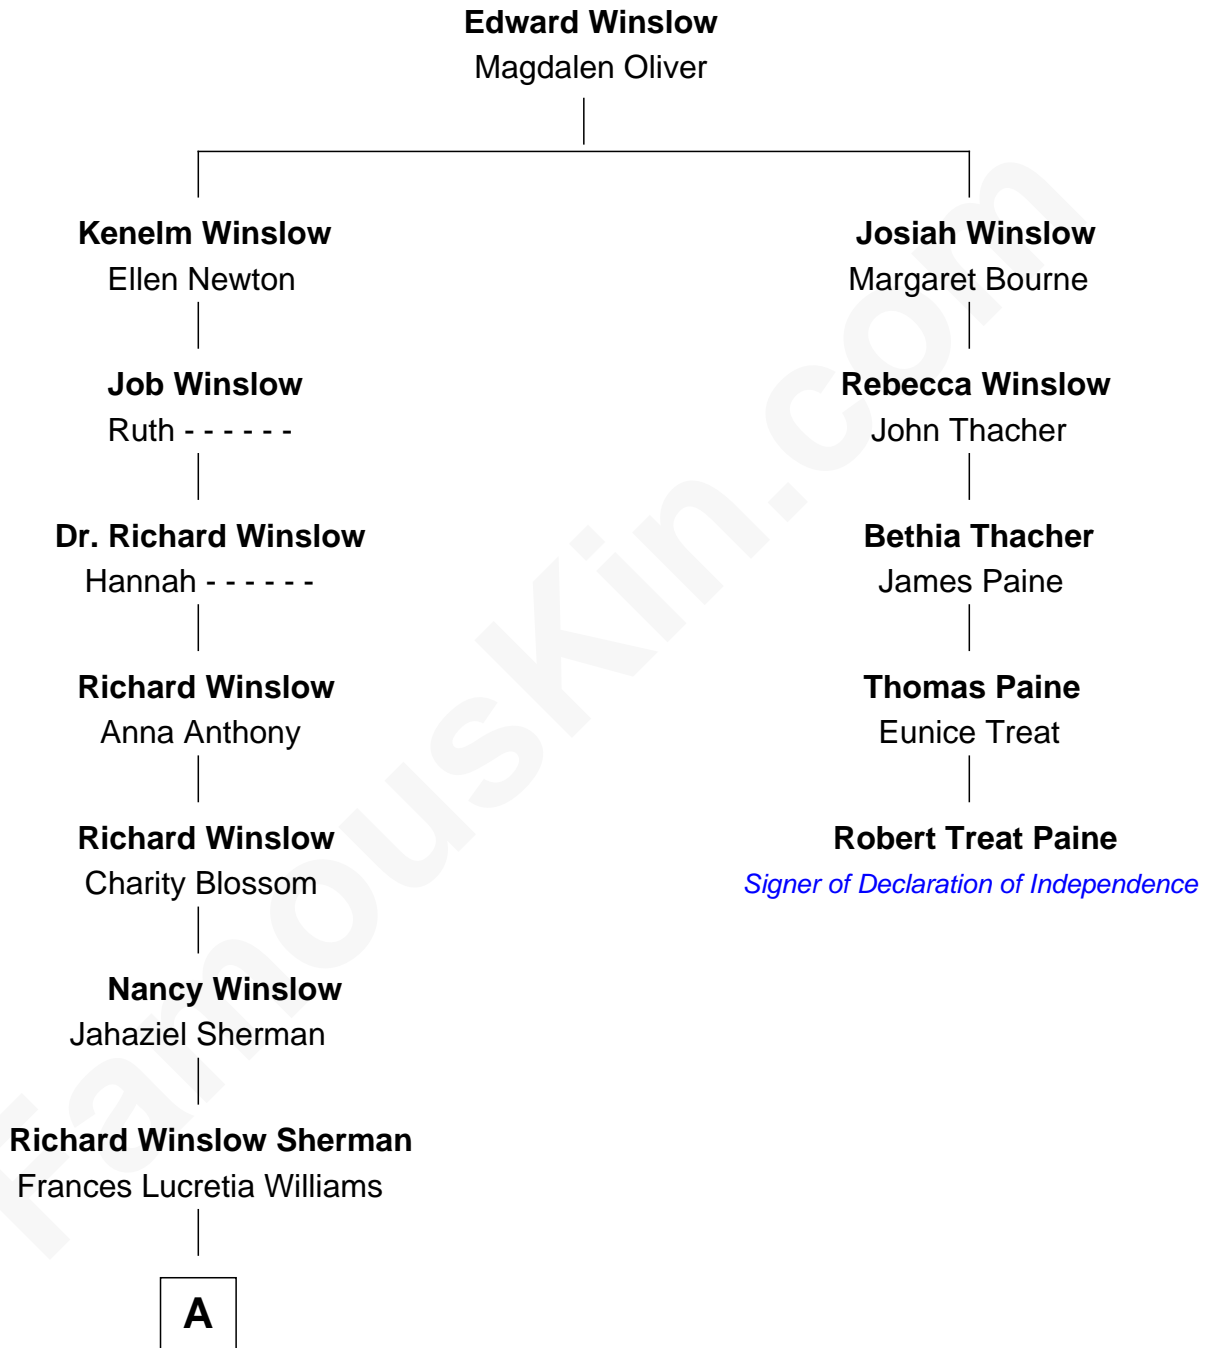 Edward Winslow
Magdalen Oliver
Kenelm Winslow
Ellen Newton
Josiah Winslow
Margaret Bourne
Job Winslow
Ruth - - - - - -
Rebecca Winslow
John Thacher
Dr. Richard Winslow
Hannah - - - - - -
Bethia Thacher
James Paine
Richard Winslow
Anna Anthony
Thomas Paine
Eunice Treat
Richard Winslow
Charity Blossom
Robert Treat Paine
Signer of Declaration of Independence
Nancy Winslow
Jahaziel Sherman
Richard Winslow Sherman
Frances Lucretia Williams
A
FamousKin.com